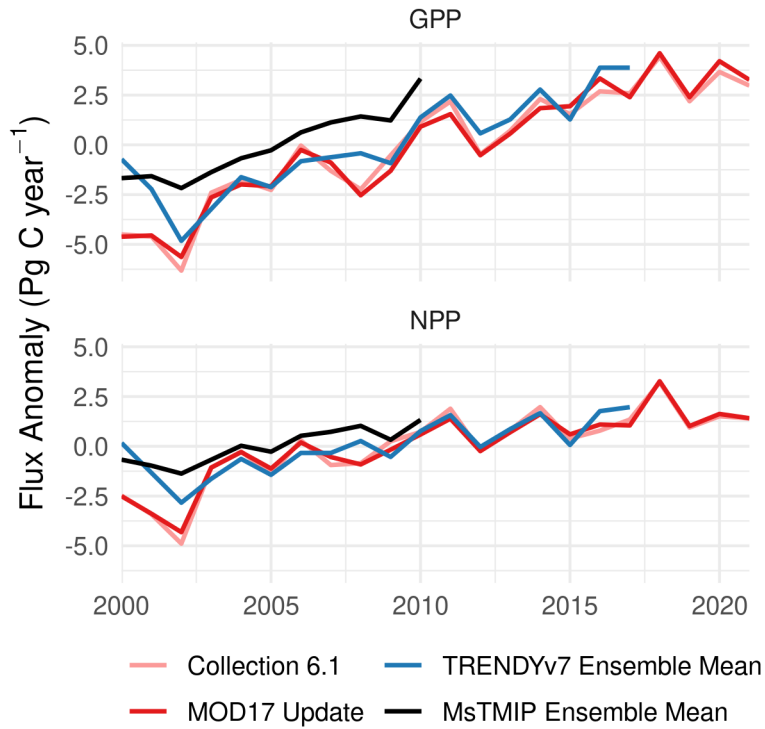 GPP
5.0
2.5
0.0
-2.5
-5.0
NPP
5.0
2.5
0.0
-2.5
-5.0
Flux Anomaly (Pg C year⁻¹)
2000 2005 2010 2015 2020
Collection 6.1 TRENDYv7 Ensemble Mean
MOD17 Update MsTMIP Ensemble Mean